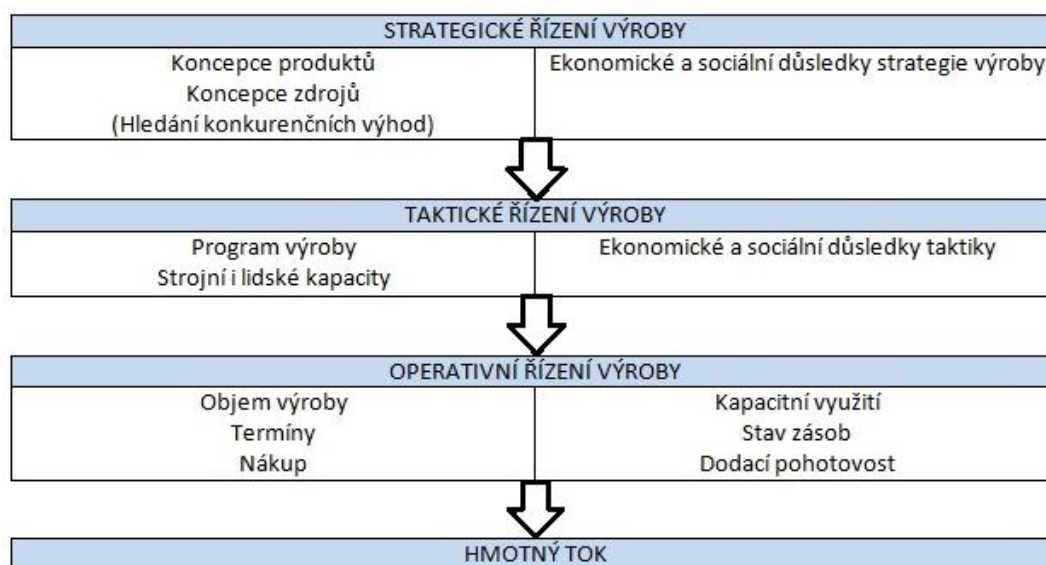 STRATEGICKÉ ŘÍZENÍ VÝROBY
Koncepce produktů
Koncepce zdrojů
(Hledání konkurenčních výhod)
Ekonomické a sociální důsledky strategie výroby
TAKTICKÉ ŘÍZENÍ VÝROBY
Program výroby
Strojní i lidské kapacity
Ekonomické a sociální důsledky taktiky
OPERATIVNÍ ŘÍZENÍ VÝROBY
Objem výroby
Termíny
Nákup
Kapacitní využití
Stav zásob
Dodací pohotovost
HMOTNÝ TOK